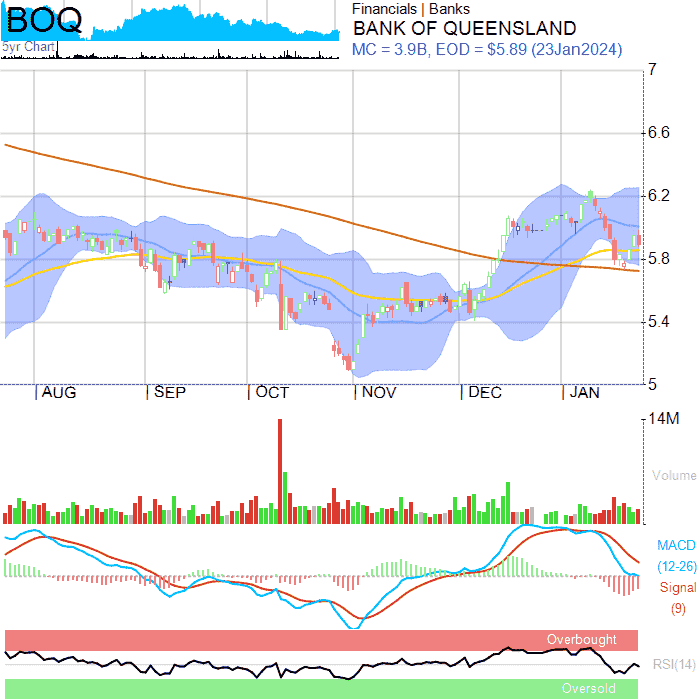 BOQ
5yr Chart
Financials | Banks
BANK OF QUEENSLAND
MC = 3.9B, EOD = $5.89 (23Jan2024)
7
6.6
6.2
5.8
5.4
5
| AUG | SEP | OCT | NOV | DEC | JAN
14M
Volume
MACD
(12-26)
Signal
(9)
Overbought
RSI(14)
Oversold